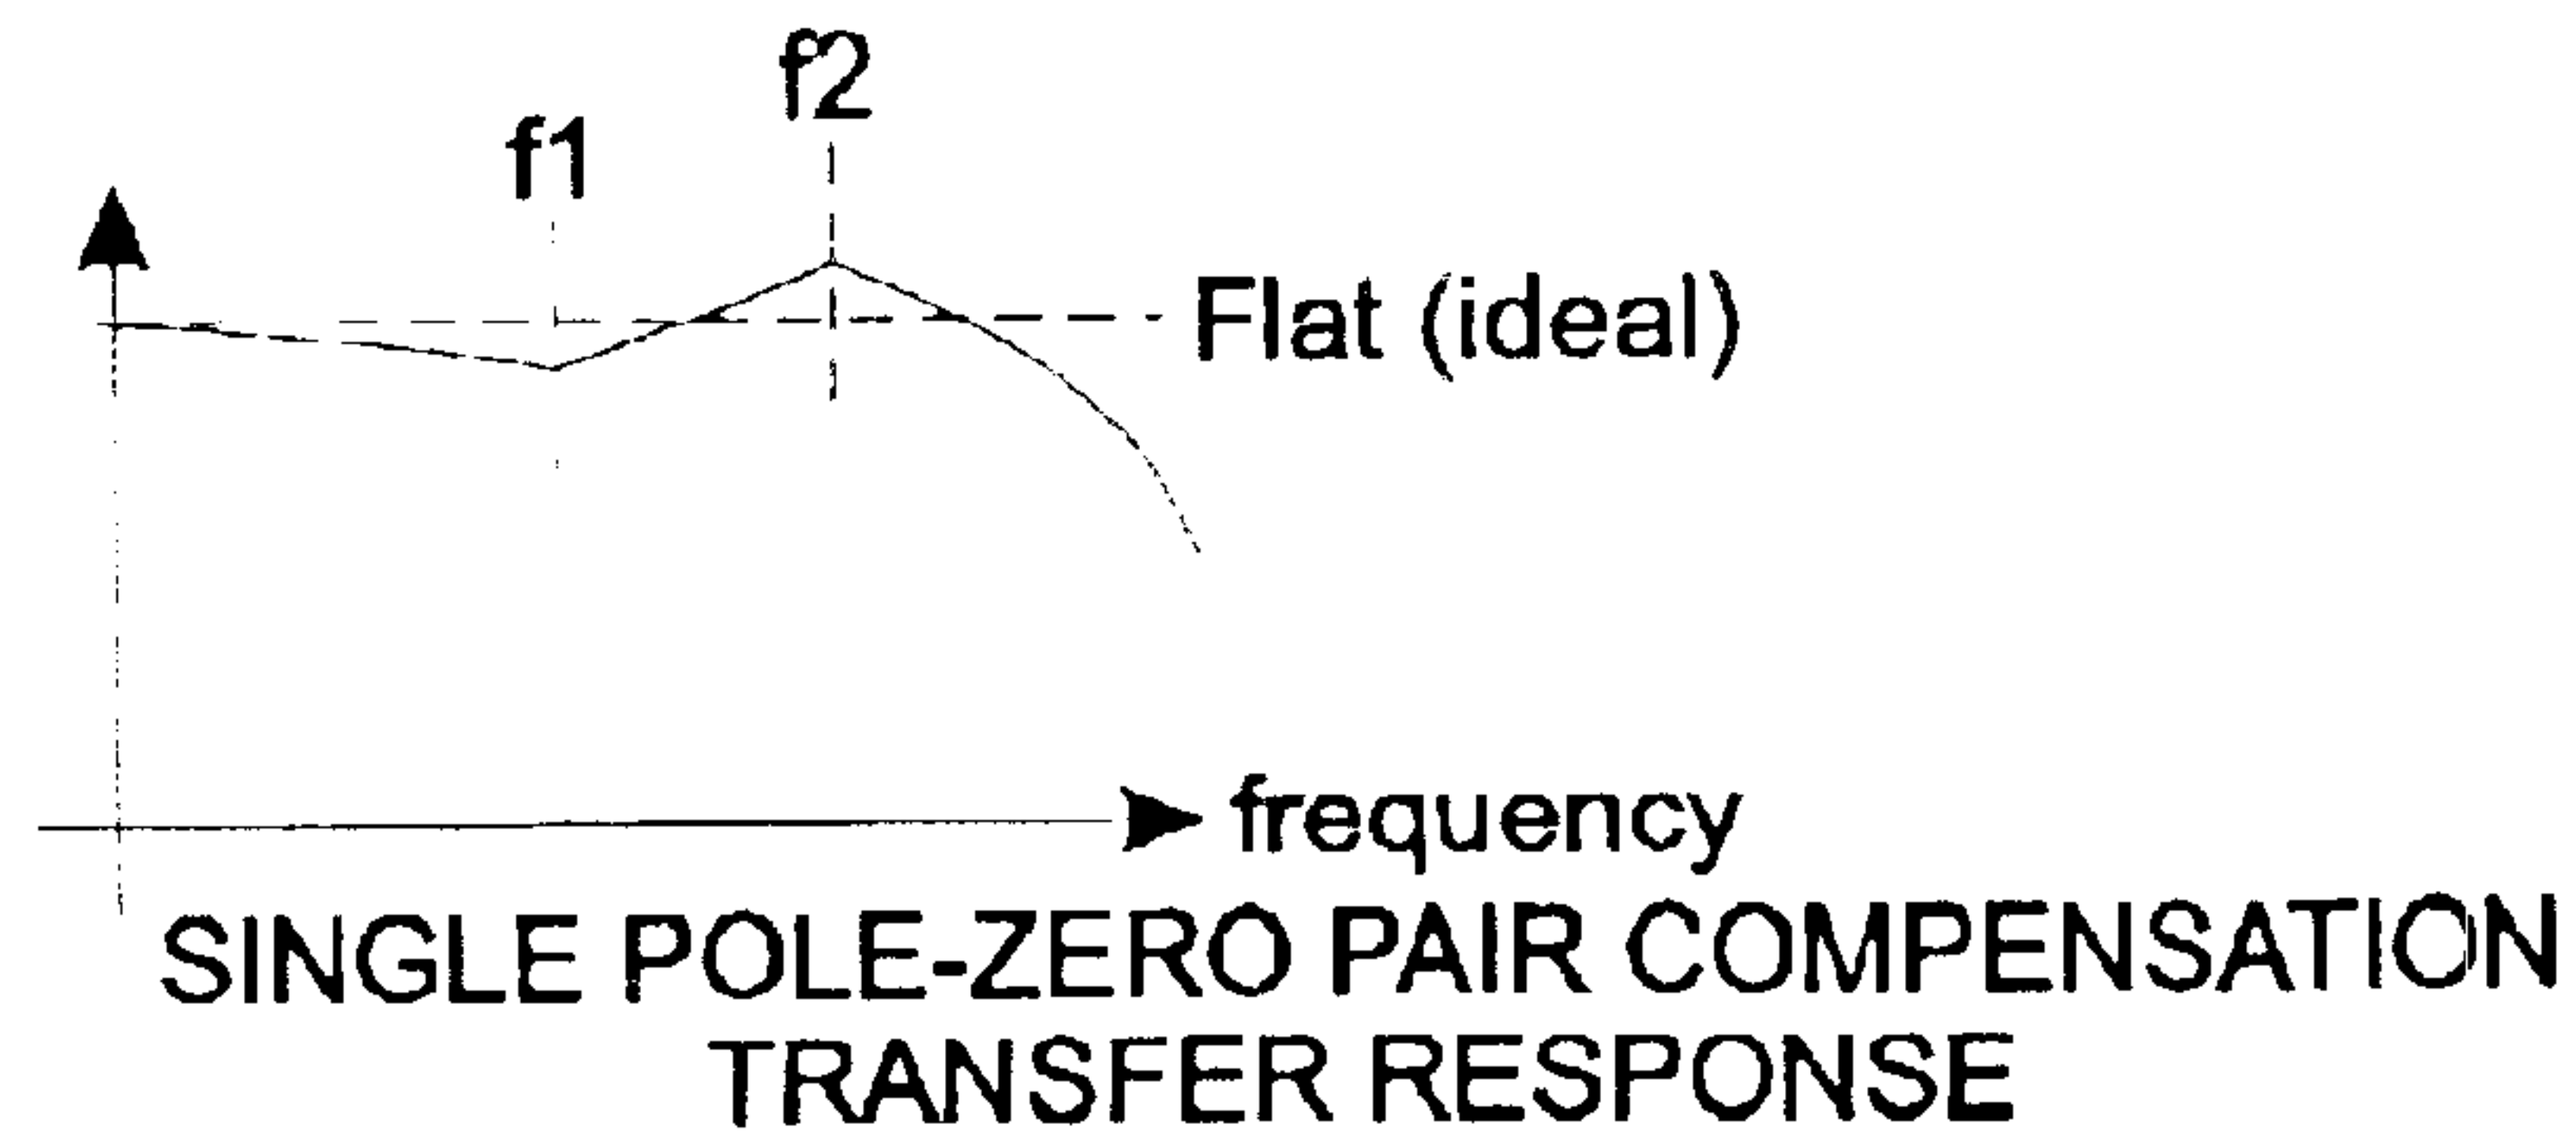 f2
f1
Flat (ideal)
frequency
SINGLE POLE-ZERO PAIR COMPENSATION
TRANSFER RESPONSE